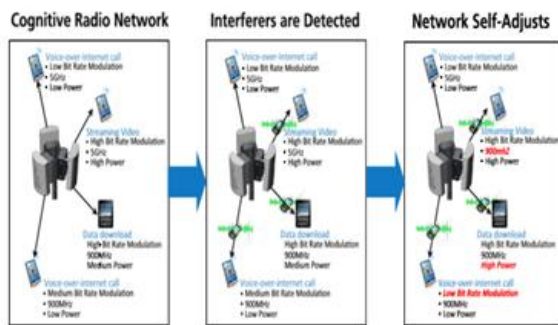 Cognitive Radio Network
Voice-over-internet call
• Low Bit Rate Modulation
• 5GHz
• Low Power
Streaming Video
• High Bit Rate Modulation
• 5GHz
• High Power
Data download
High Bit Rate Modulation
900MHz
Medium Power
Voice-over-internet call
• Medium Bit Rate Modulation
• 900MHz
• Low Power
Interferers are Detected
Voice-over-internet call
• Low Bit Rate Modulation
• 5GHz
• Low Power
Streaming Video
• High Bit Rate Modulation
• 5GHz
• High Power
Data download
High Bit Rate Modulation
900MHz
Medium Power
Voice-over-internet call
• Medium Bit Rate Modulation
• 900MHz
• Low Power
Network Self-Adjusts
Voice-over-internet call
• Low Bit Rate Modulation
• 5GHz
• Low Power
Streaming Video
• High Bit Rate Modulation
• 900mhZ
• High Power
Data download
High Bit Rate Modulation
900MHz
High Power
Voice-over-internet call
• Low Bit Rate Modulation
• 900MHz
• Low Power